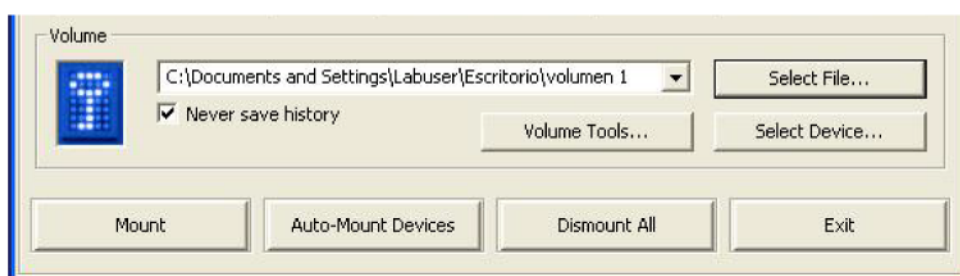 Volume
C:\Documents and Settings\Labuser\Escritorio\volumen 1
Select File...
Never save history
Volume Tools...
Select Device...
Mount
Auto-Mount Devices
Dismount All
Exit